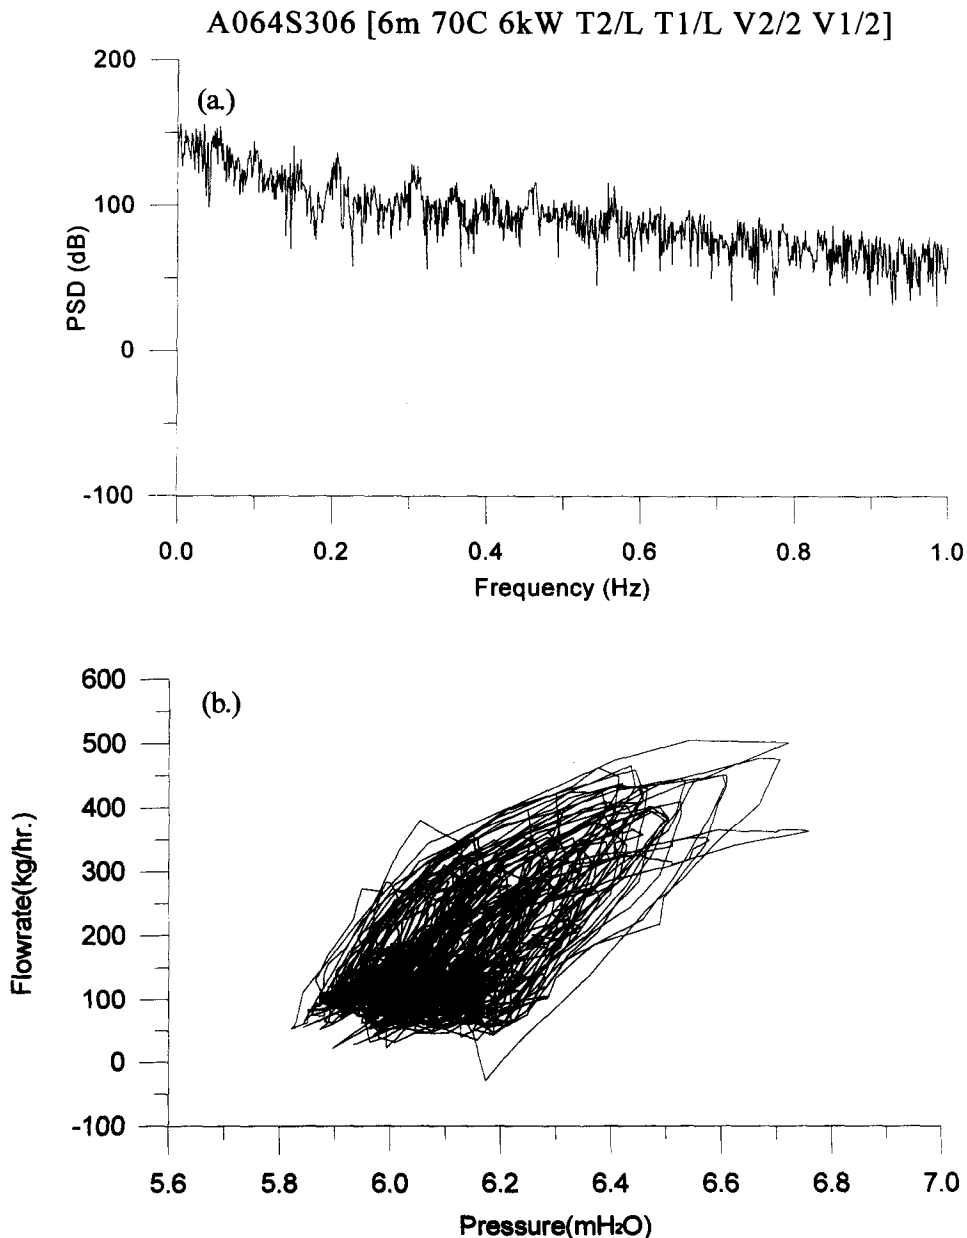 A064S306 [6m 70C 6kW T2/L T1/L V2/2 V1/2]
200
(a.)
100
PSD (dB)
0
-100
0.0 0.2 0.4 0.6 0.8 1.0
Frequency (Hz)
600
(b.)
500
400
300
Flowrate(kg/hr.)
200
100
0
-100
5.6 5.8 6.0 6.2 6.4 6.6 6.8 7.0
Pressure(mH₂O)